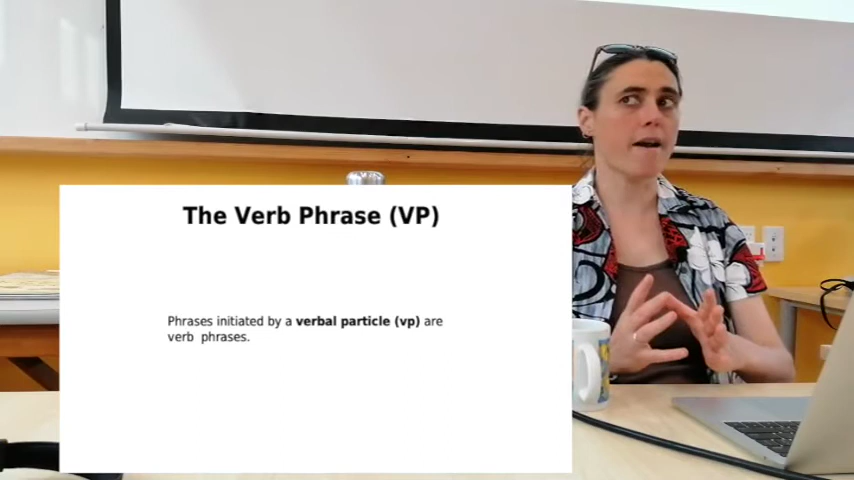 The Verb Phrase (VP)
Phrases initiated by a verbal particle (vp) are
verb phrases.